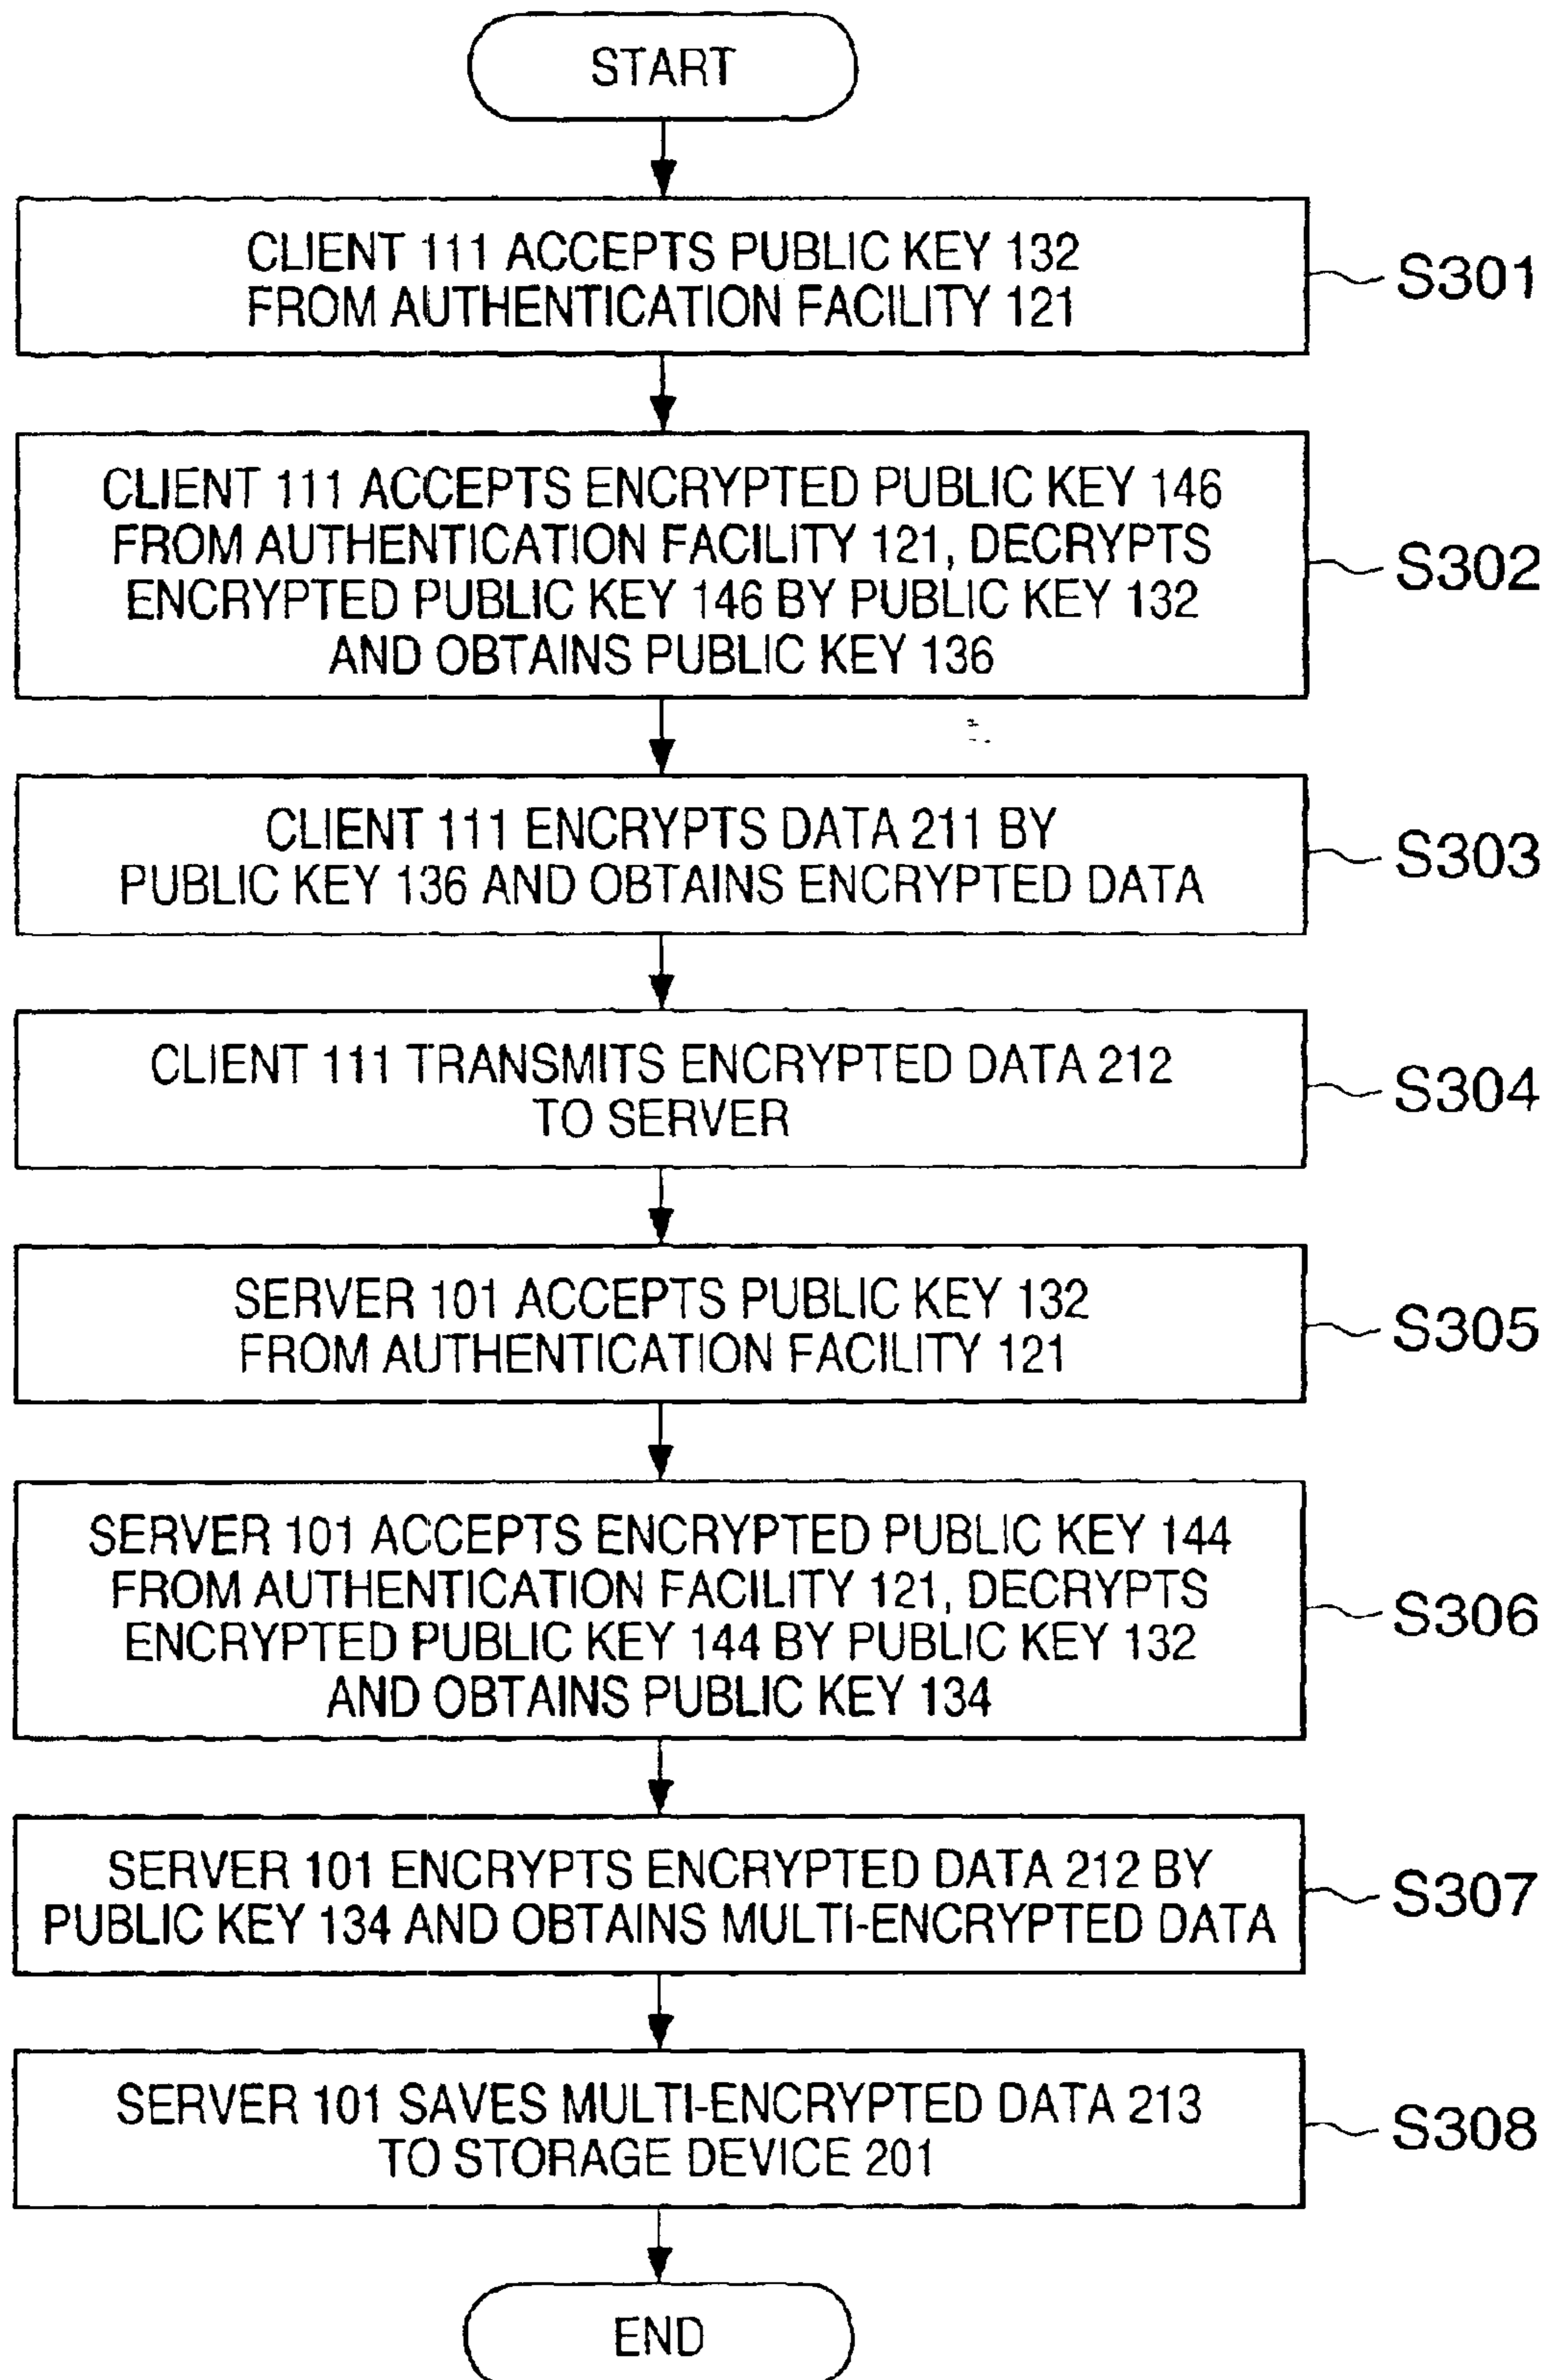 START
CLIENT 111 ACCEPTS PUBLIC KEY 132
FROM AUTHENTICATION FACILITY 121
S301
CLIENT 111 ACCEPTS ENCRYPTED PUBLIC KEY 146
FROM AUTHENTICATION FACILITY 121, DECRYPTS
ENCRYPTED PUBLIC KEY 146 BY PUBLIC KEY 132
AND OBTAINS PUBLIC KEY 136
S302
CLIENT 111 ENCRYPTS DATA 211 BY
PUBLIC KEY 136 AND OBTAINS ENCRYPTED DATA
S303
CLIENT 111 TRANSMITS ENCRYPTED DATA 212
TO SERVER
S304
SERVER 101 ACCEPTS PUBLIC KEY 132
FROM AUTHENTICATION FACILITY 121
S305
SERVER 101 ACCEPTS ENCRYPTED PUBLIC KEY 144
FROM AUTHENTICATION FACILITY 121, DECRYPTS
ENCRYPTED PUBLIC KEY 144 BY PUBLIC KEY 132
AND OBTAINS PUBLIC KEY 134
S306
SERVER 101 ENCRYPTS ENCRYPTED DATA 212 BY
PUBLIC KEY 134 AND OBTAINS MULTI-ENCRYPTED DATA
S307
SERVER 101 SAVES MULTI-ENCRYPTED DATA 213
TO STORAGE DEVICE 201
S308
END